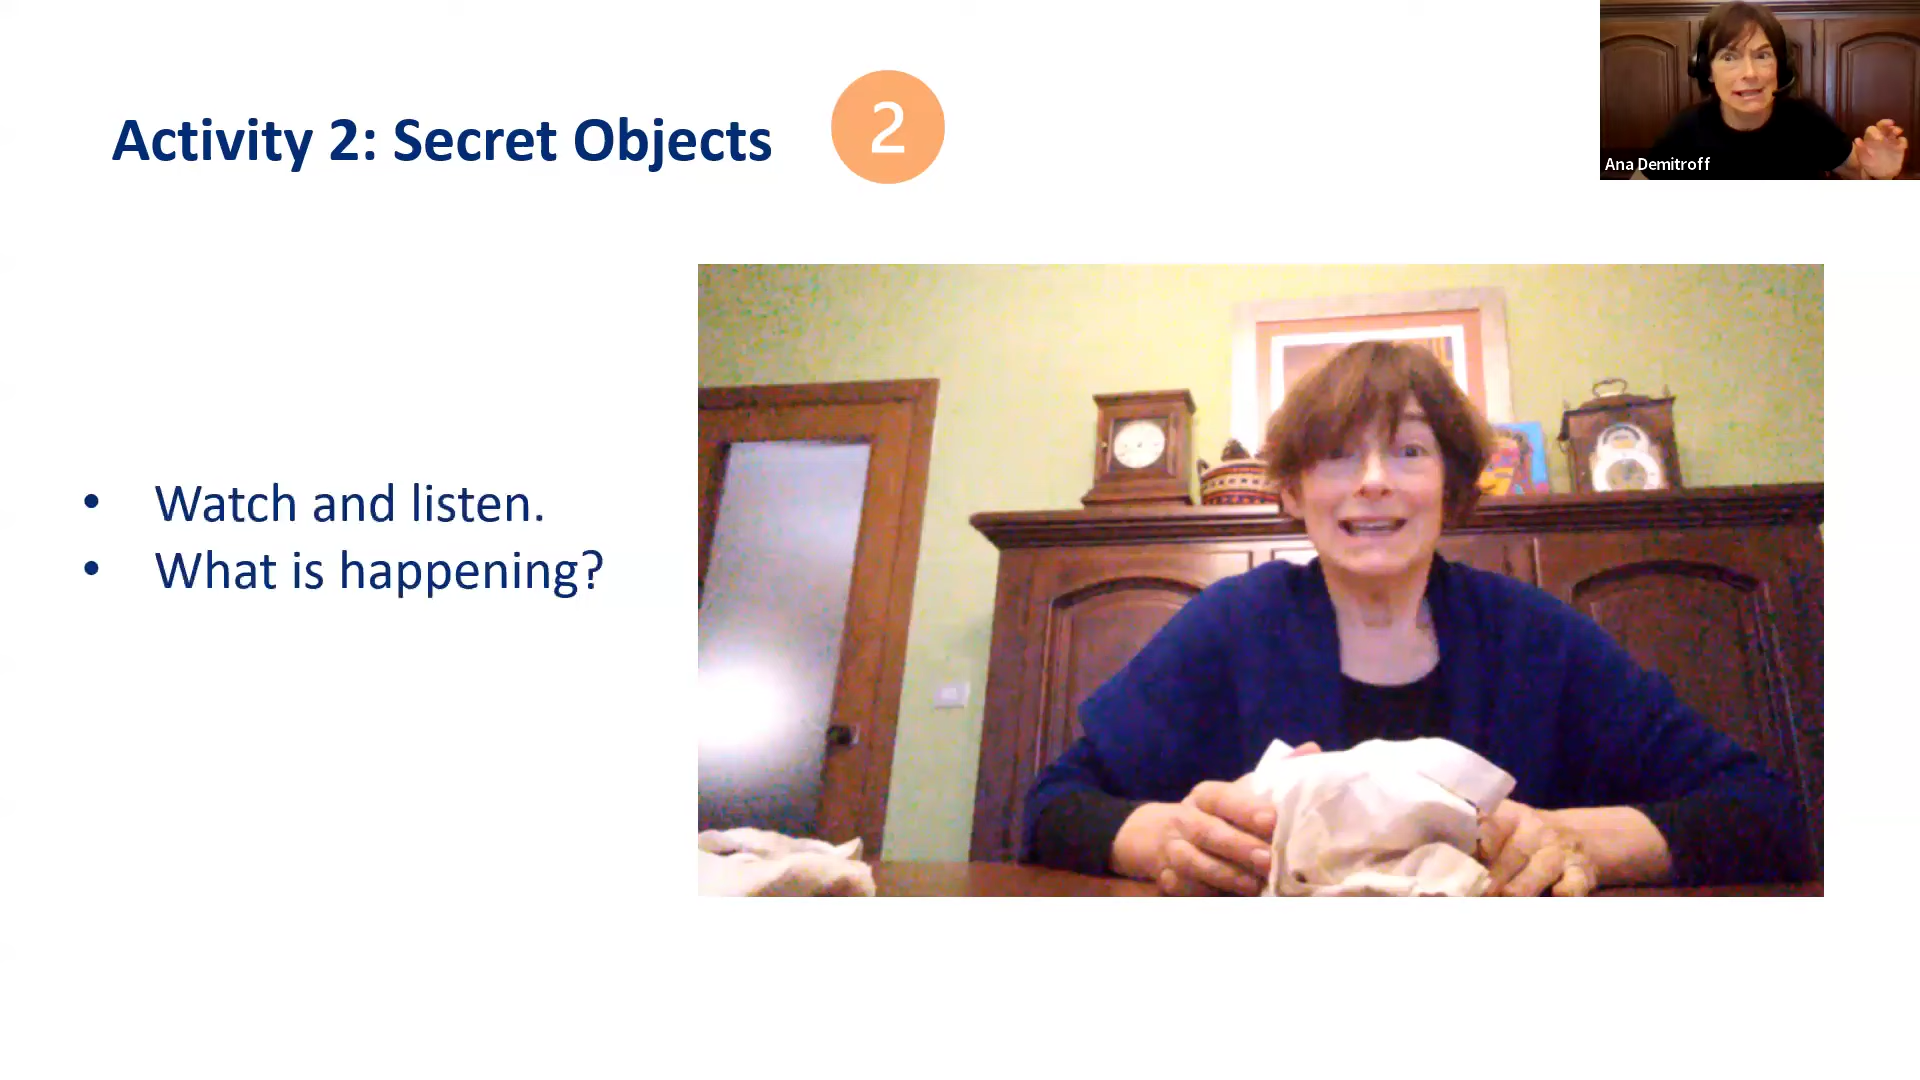 Activity 2: Secret Objects
2
Ana Demitroff
• Watch and listen.
• What is happening?